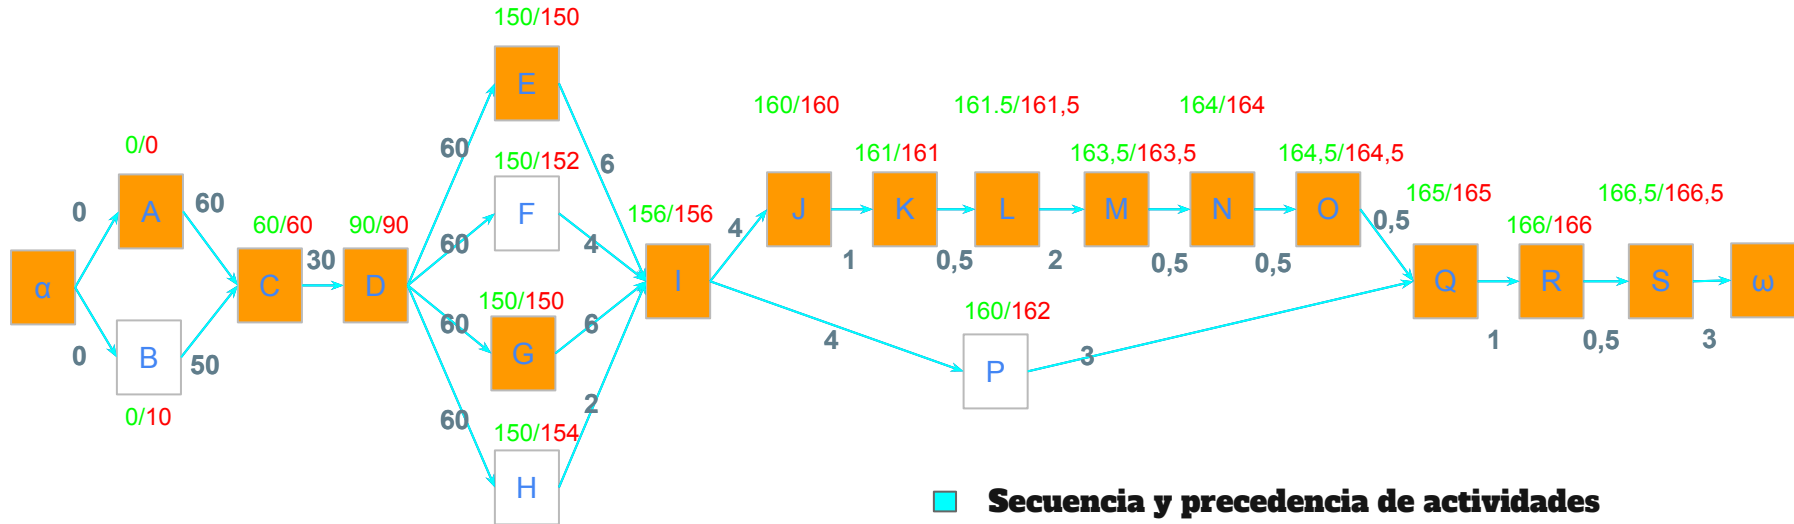 150/150
E
60
6
160/160
161.5/161,5
164/164
0/0
150/152
161/161
163,5/163,5
164,5/164,5
A
60
0
F
60
4
156/156
J
K
L
M
N
O
4
1
0,5
2
0,5
0,5
0,5
165/165
166,5/166,5
60/60
90/90
166/166
α
C
30
D
I
Q
R
S
ω
1
0,5
3
150/150
60
G
6
160/162
4
P
3
0
B
50
0/10
60
2
150/154
H
Secuencia y precedencia de actividades